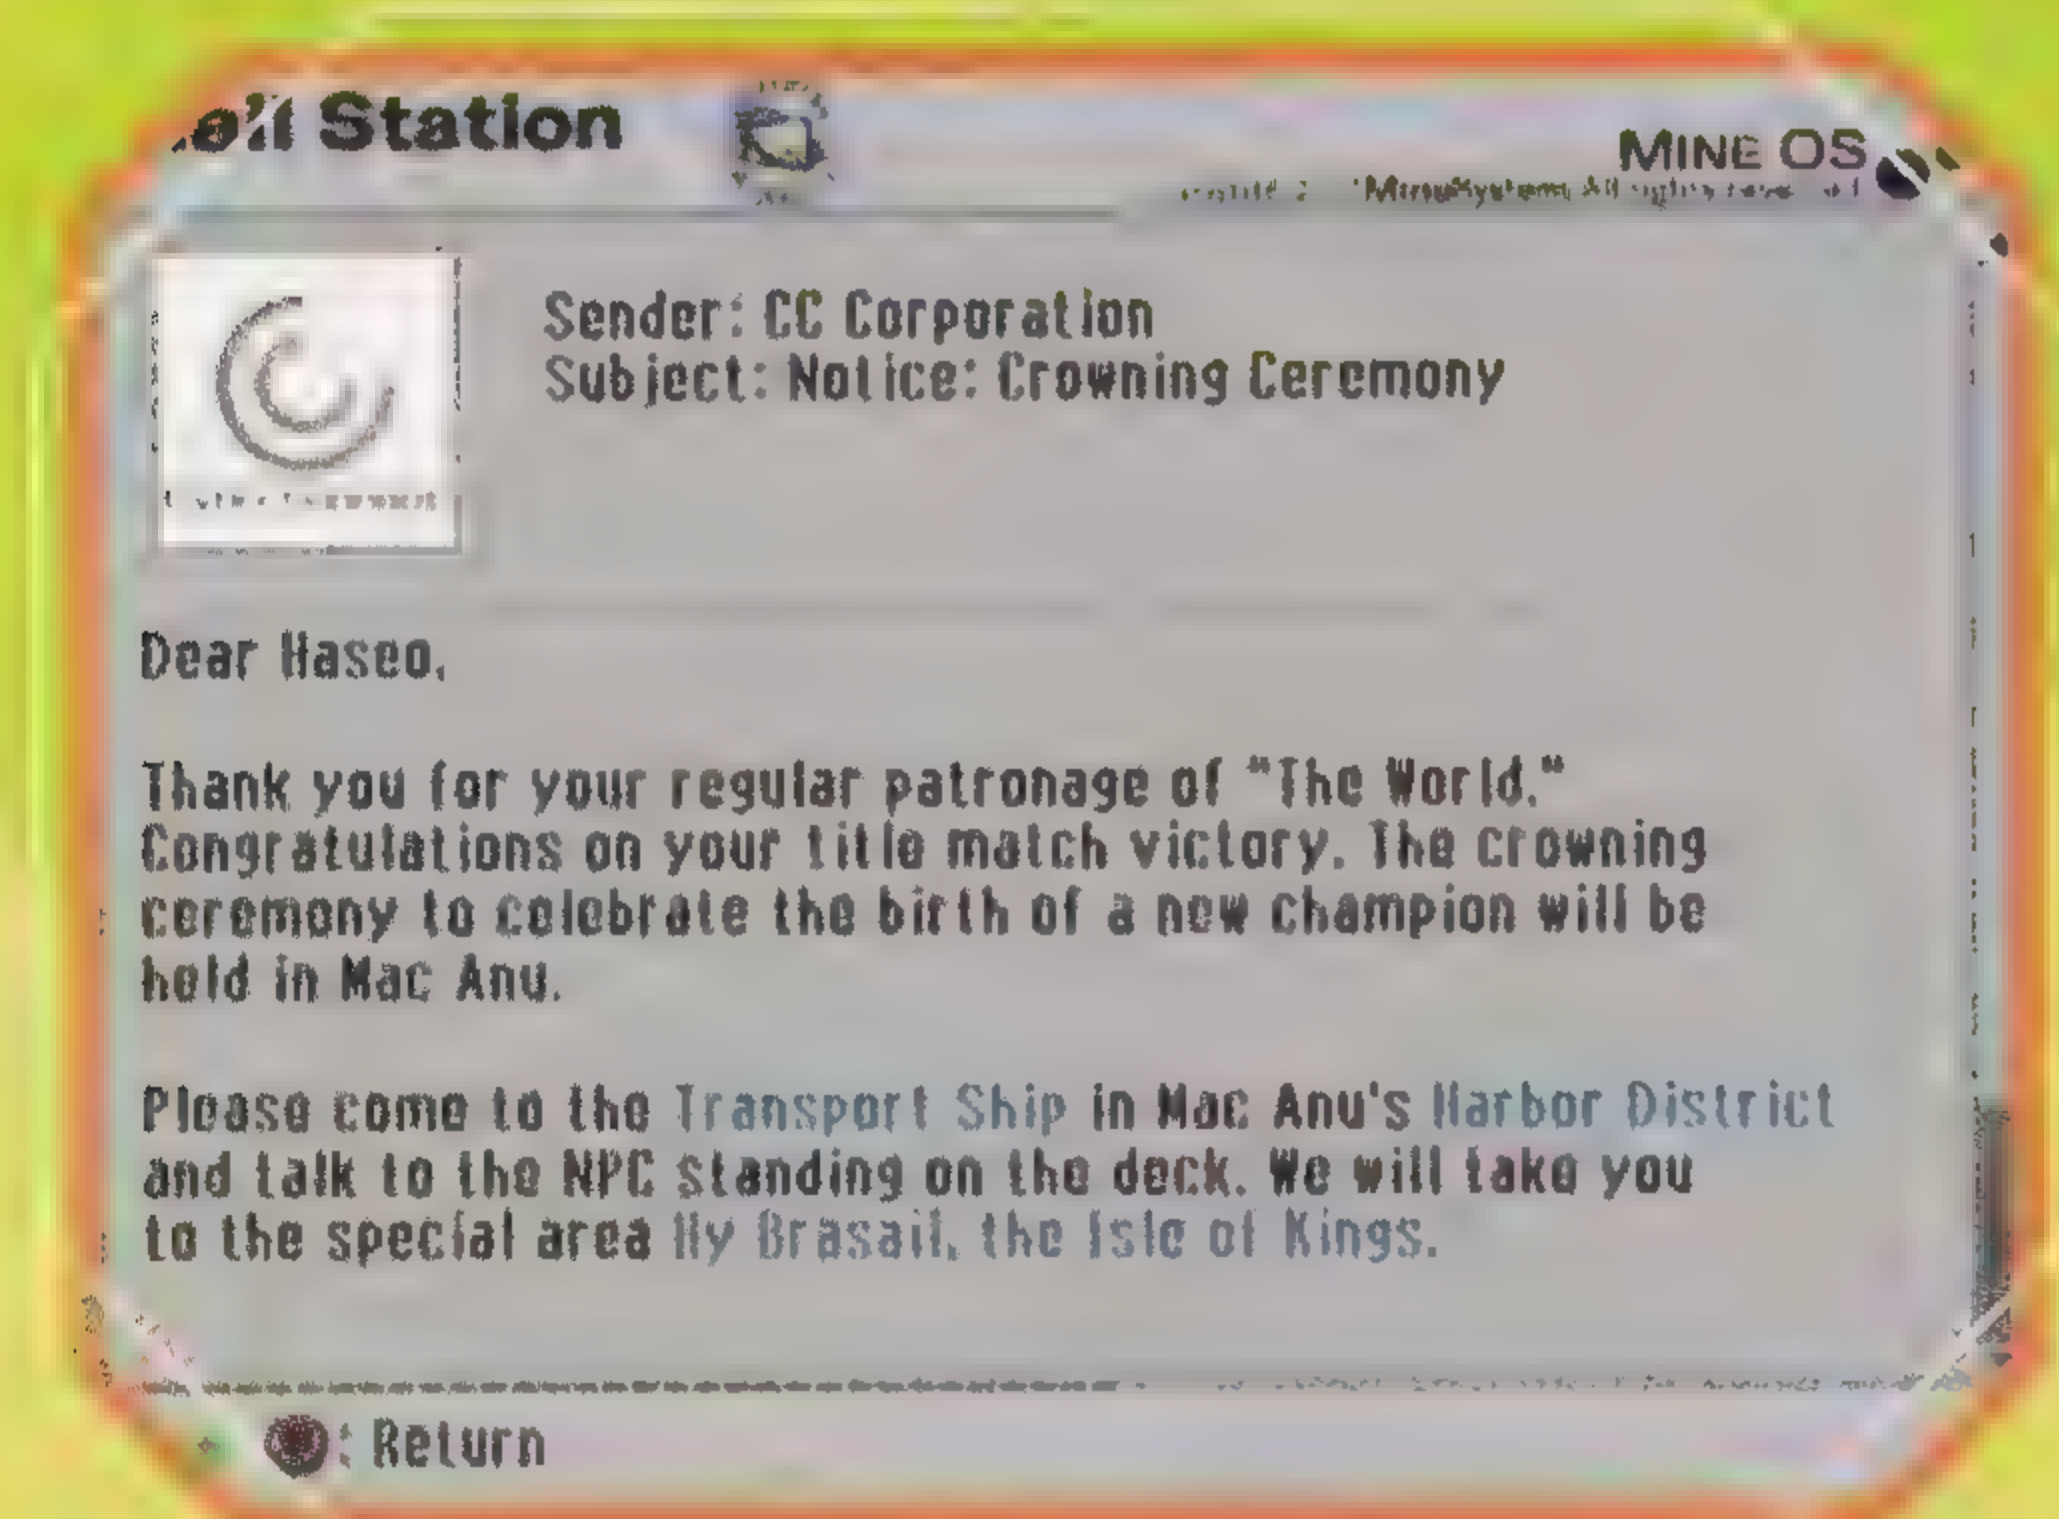 Station
MINE OS
Sender: CC Corporation
Subject: Notice: Crowning Ceremony
Dear Haseo,
Thank you for your regular patronage of "The World."
Congratulations on your title match victory. The crowning
ceremony to celebrate the birth of a new champion will be
held in Mac Anu.
Please come to the Transport Ship in Mac Anu's Harbor District
and talk to the NPC standing on the deck. We will take you
to the special area Hy Brasail, the Isle of Kings.
: Return